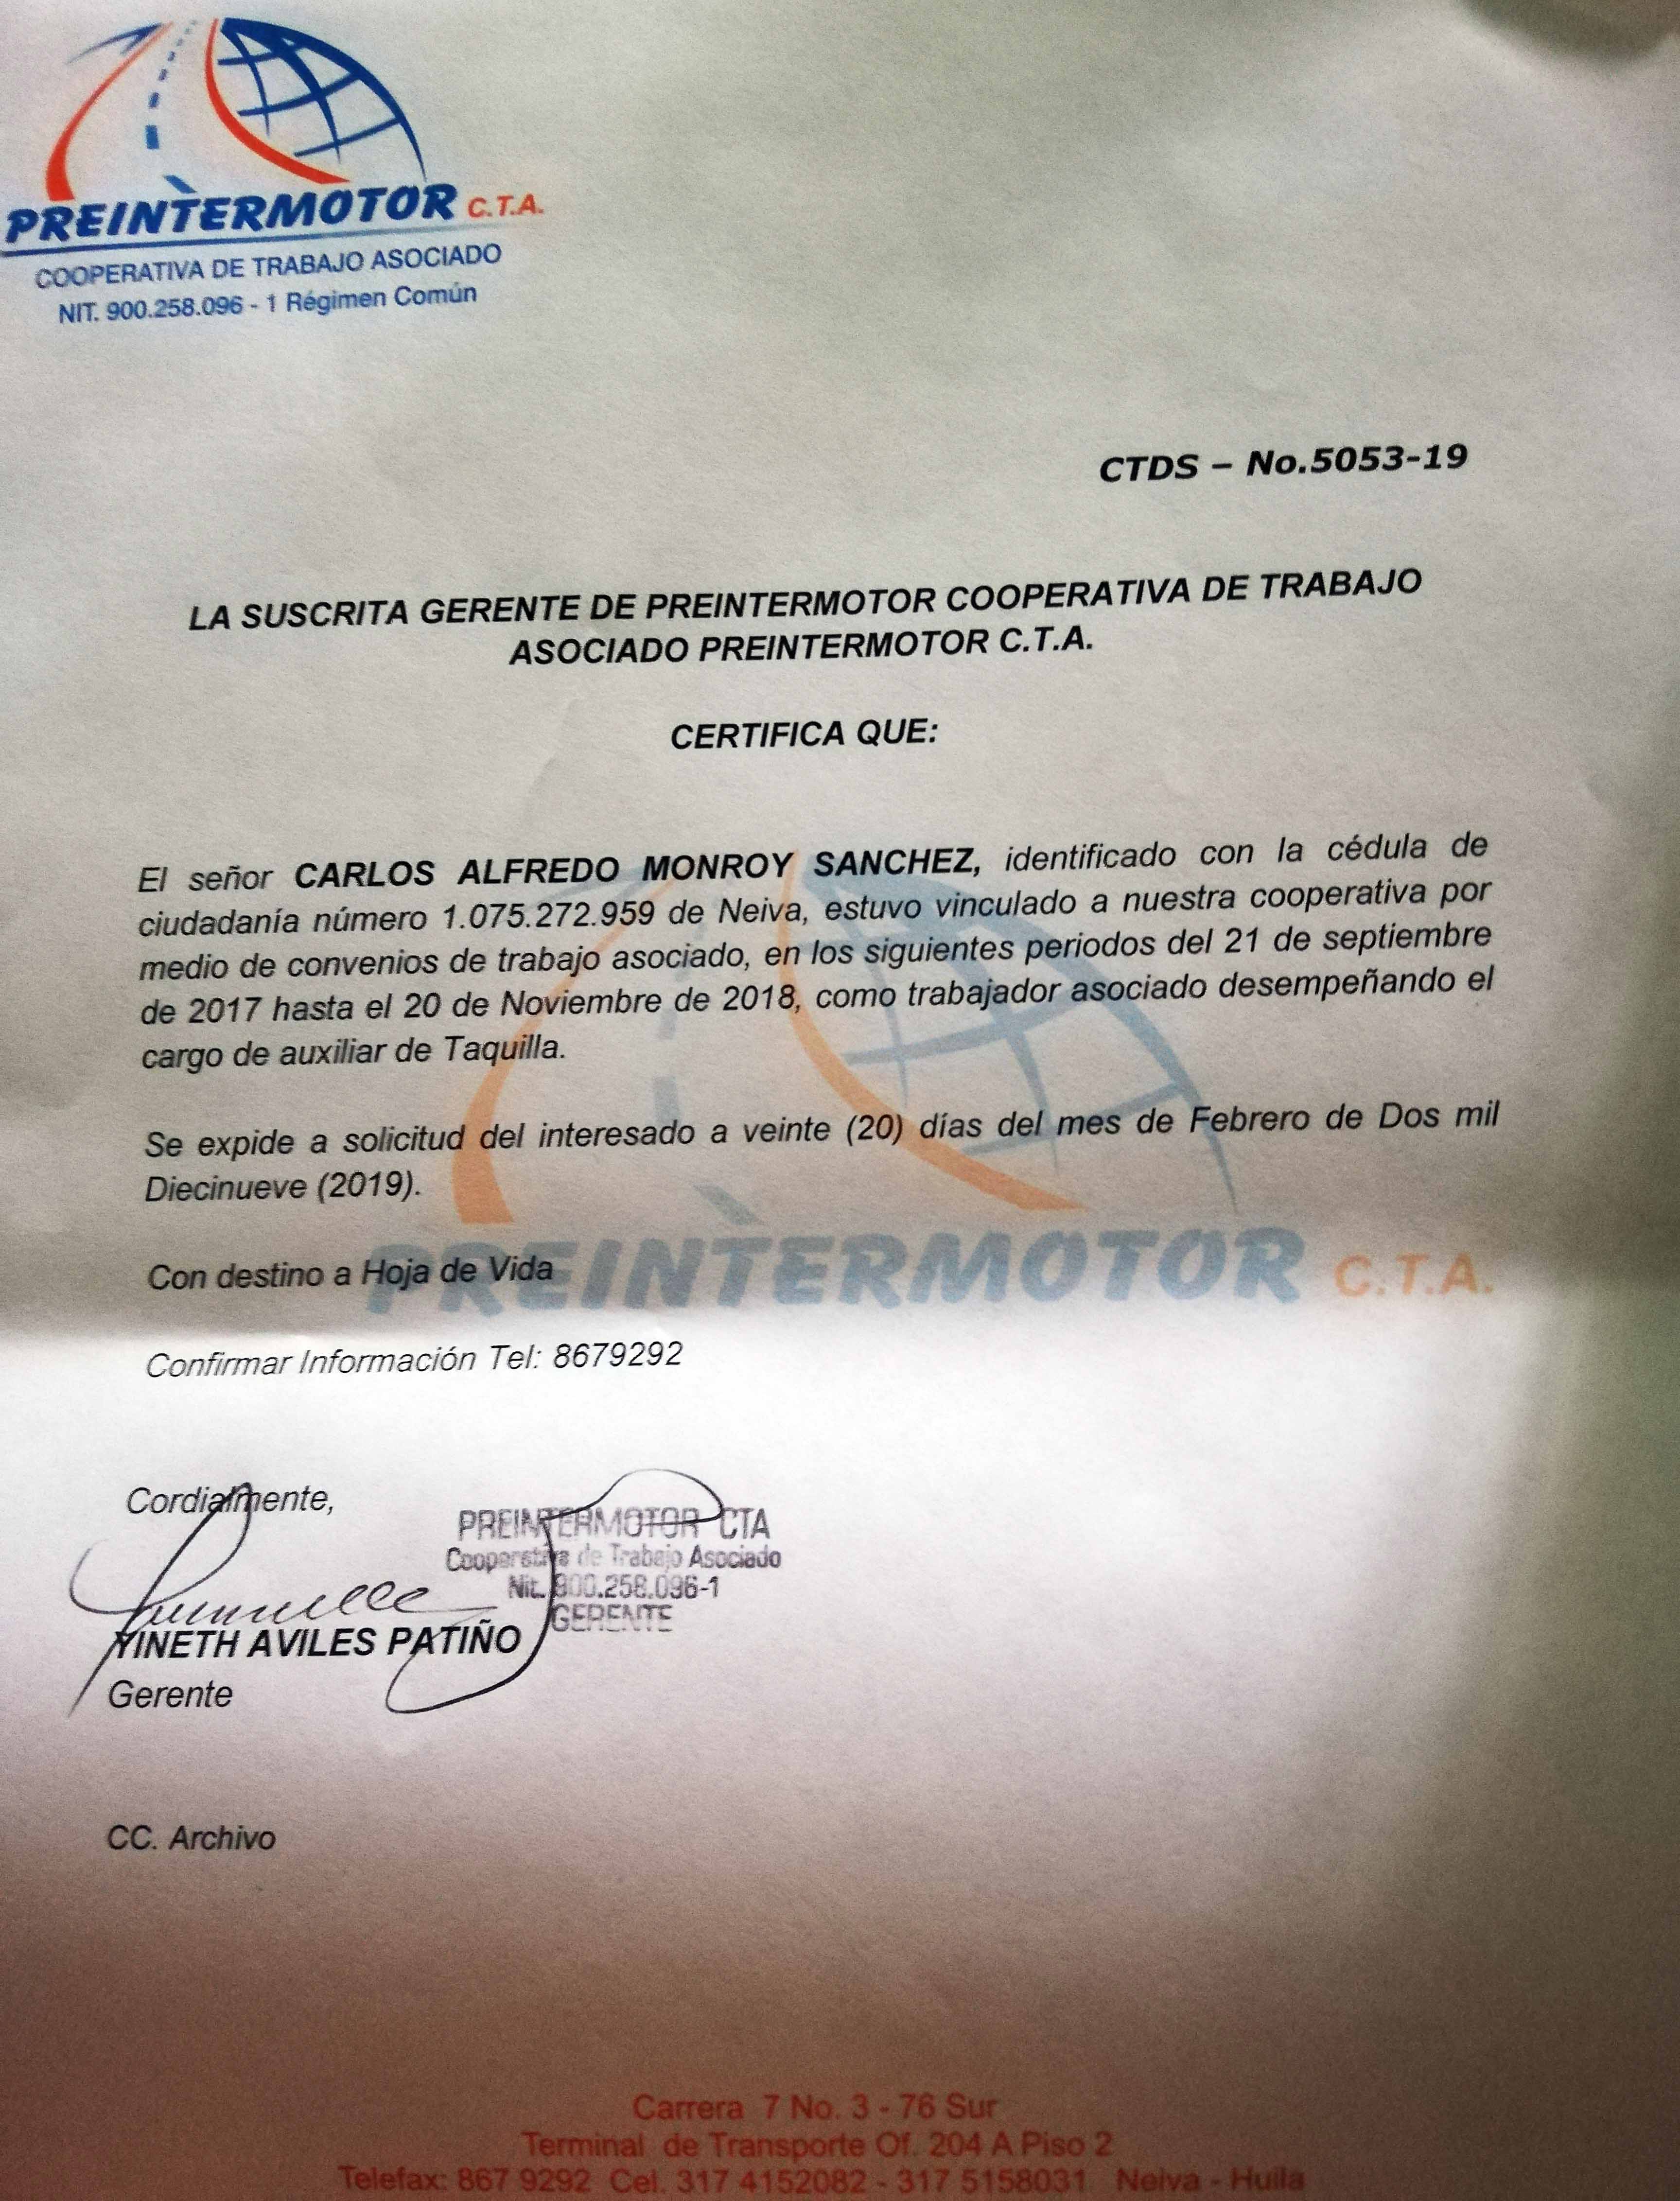 PREINTERMOTOR C.T.A.
COOPERATIVA DE TRABAJO ASOCIADO
NIT. 900.258.096 - 1 Régimen Común
CTDS – No.5053-19
LA SUSCRITA GERENTE DE PREINTERMOTOR COOPERATIVA DE TRABAJO
ASOCIADO PREINTERMOTOR C.T.A.
CERTIFICA QUE:
El señor CARLOS ALFREDO MONROY SANCHEZ, identificado con la cédula de
ciudadanía número 1.075.272.959 de Neiva, estuvo vinculado a nuestra cooperativa por
medio de convenios de trabajo asociado, en los siguientes periodos del 21 de septiembre
de 2017 hasta el 20 de Noviembre de 2018, como trabajador asociado desempeñando el
cargo de auxiliar de Taquilla.
Se expide a solicitud del interesado a veinte (20) días del mes de Febrero de Dos mil
Diecinueve (2019).
PREINTERMOTOR C.T.A.
Con destino a Hoja de Vida
Confirmar Información Tel: 8679292
Cordialmente,
PREINTERMOTOR CTA
Cooperativa de Trabajo Asociado
Nit. 900.258.096-1
GERENTE
YINETH AVILES PATIÑO
Gerente
CC. Archivo
Carrera 7 No. 3 - 76 Sur
Terminal de Transporte Of. 204 A Piso 2
Telefax: 867 9292 Cel. 317 4152082 - 317 5158031 Neiva - Huila